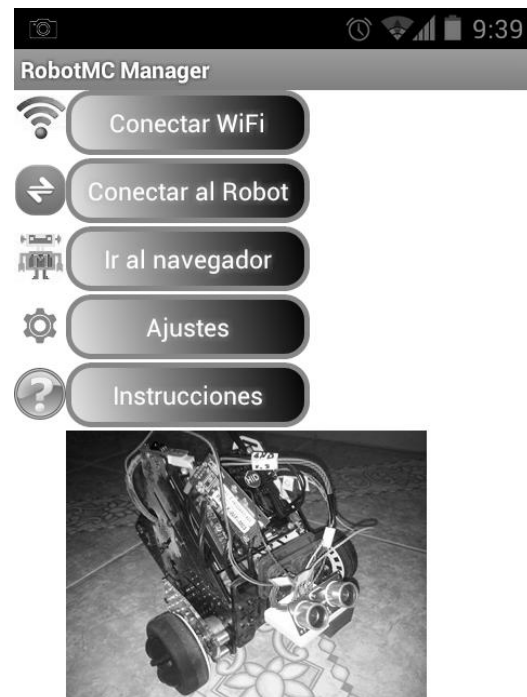 9:39
RobotMC Manager
Conectar WiFi
Conectar al Robot
Ir al navegador
Ajustes
Instrucciones